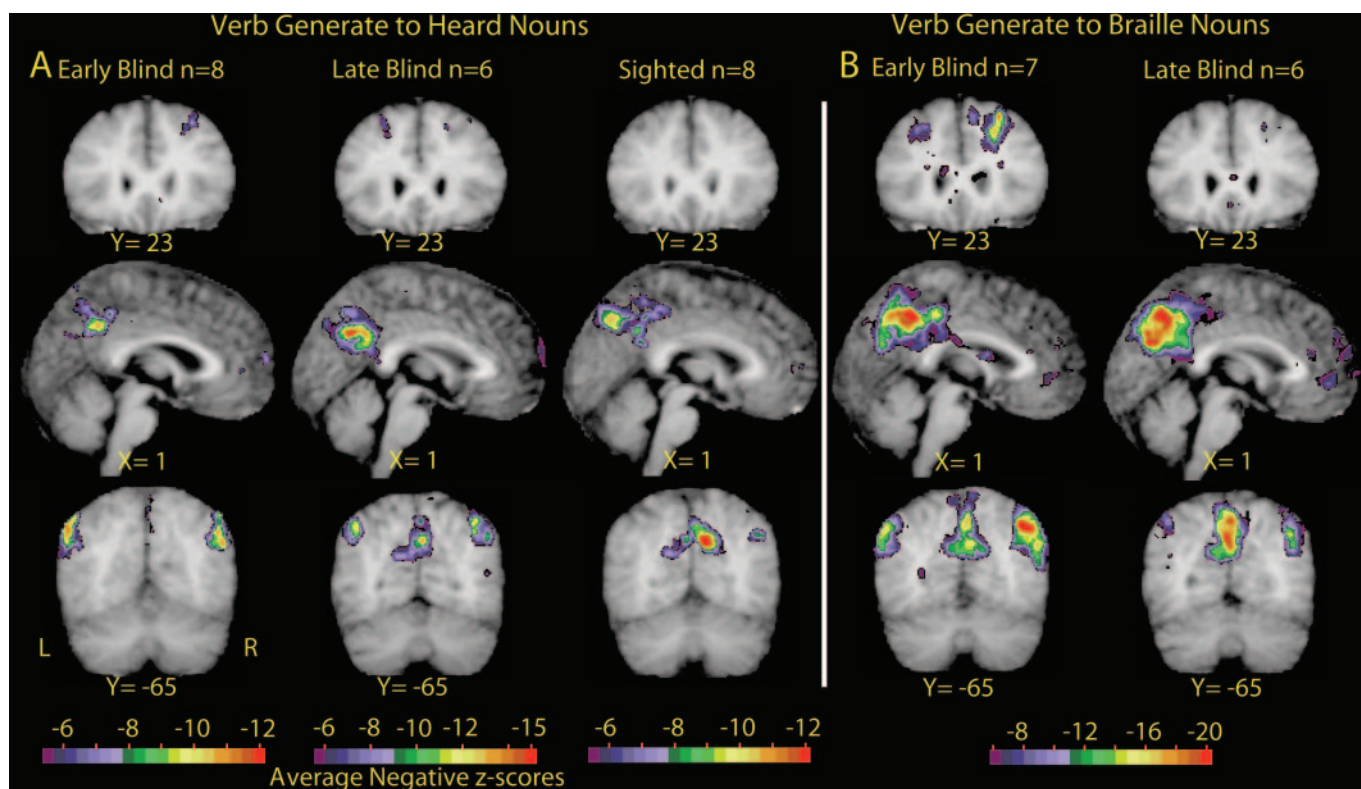 Verb Generate to Heard Nouns
Verb Generate to Braille Nouns
A Early Blind n=8
Late Blind n=6
Sighted n=8
B Early Blind n=7
Late Blind n=6
Y= 23
Y= 23
Y= 23
Y= 23
Y= 23
X= 1
X= 1
X= 1
X= 1
X= 1
L R
Y= -65
Y= -65
Y= -65
Y= -65
-6 -8 -10 -12
-6 -8 -10 -12 -15
-8 -10 -12
-8 -12 -16 -20
Average Negative z-scores